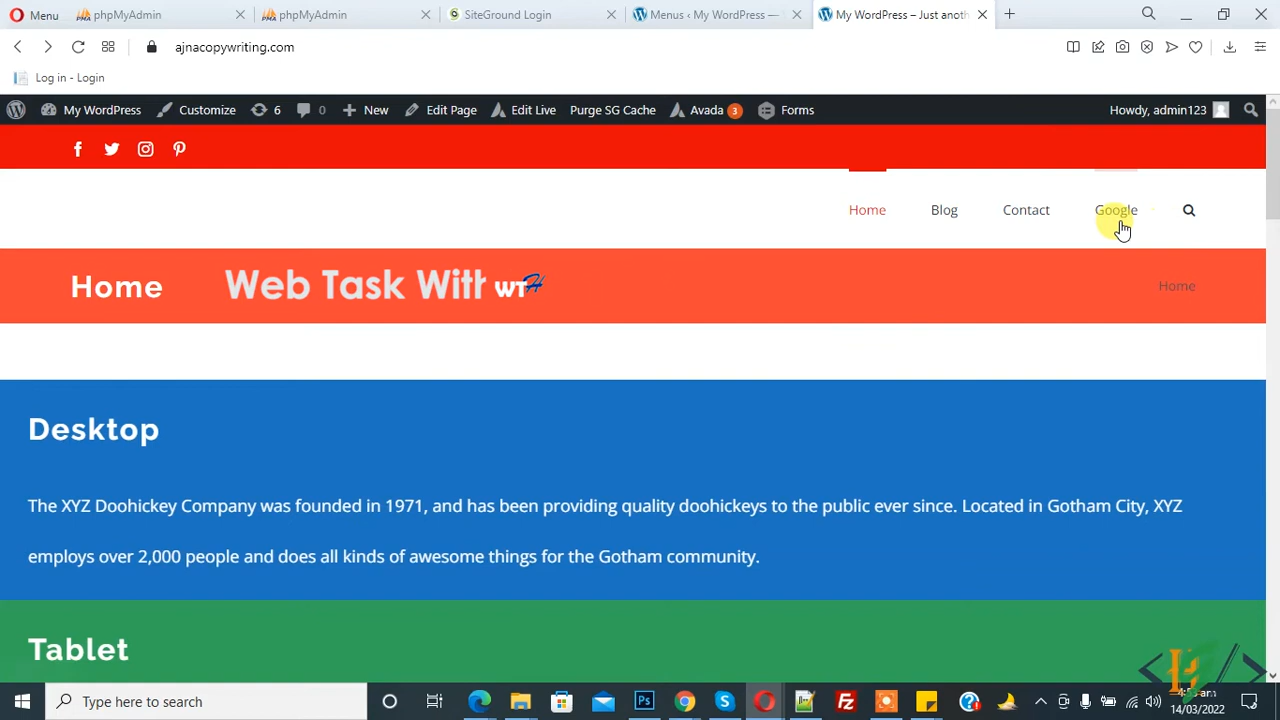 Menu
phpMyAdmin
phpMyAdmin
SiteGround Login
Menus ‹ My WordPress —
My WordPress – Just anoth
ajnacopywriting.com
Log in - Login
My WordPress
Customize
6
0
New
Edit Page
Edit Live
Purge SG Cache
Avada 3
Forms
Howdy, admin123
Home
Blog
Contact
Google
Home
Web Task With WTH
Home
Desktop
The XYZ Doohickey Company was founded in 1971, and has been providing quality doohickeys to the public ever since. Located in Gotham City, XYZ
employs over 2,000 people and does all kinds of awesome things for the Gotham community.
Tablet
Type here to search
14/03/2022